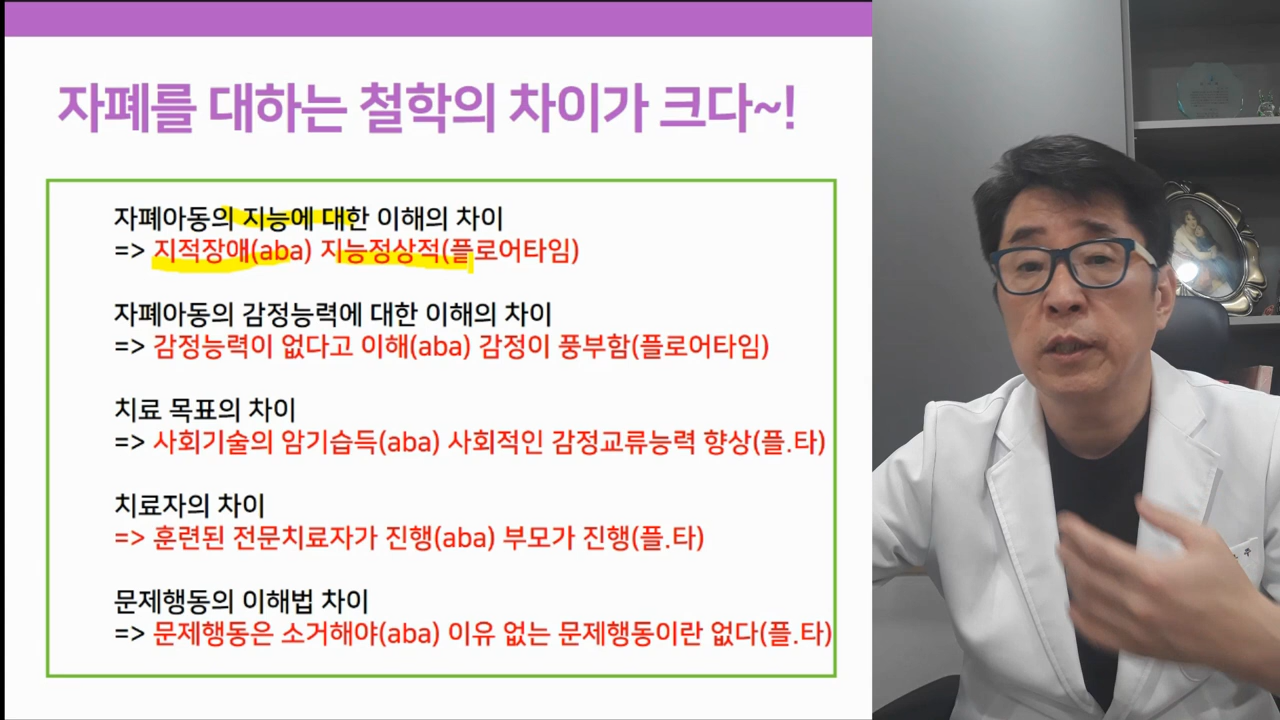 자폐를 대하는 철학의 차이가 크다~!
자폐아동의 지능에 대한 이해의 차이
=> 지적장애(aba) 지능정상적(플로어타임)
자폐아동의 감정능력에 대한 이해의 차이
=> 감정능력이 없다고 이해(aba) 감정이 풍부함(플로어타임)
치료 목표의 차이
=> 사회기술의 암기습득(aba) 사회적인 감정교류능력 향상(플.타)
치료자의 차이
=> 훈련된 전문치료자가 진행(aba) 부모가 진행(플.타)
문제행동의 이해법 차이
=> 문제행동은 소거해야(aba) 이유 없는 문제행동이란 없다(플.타)